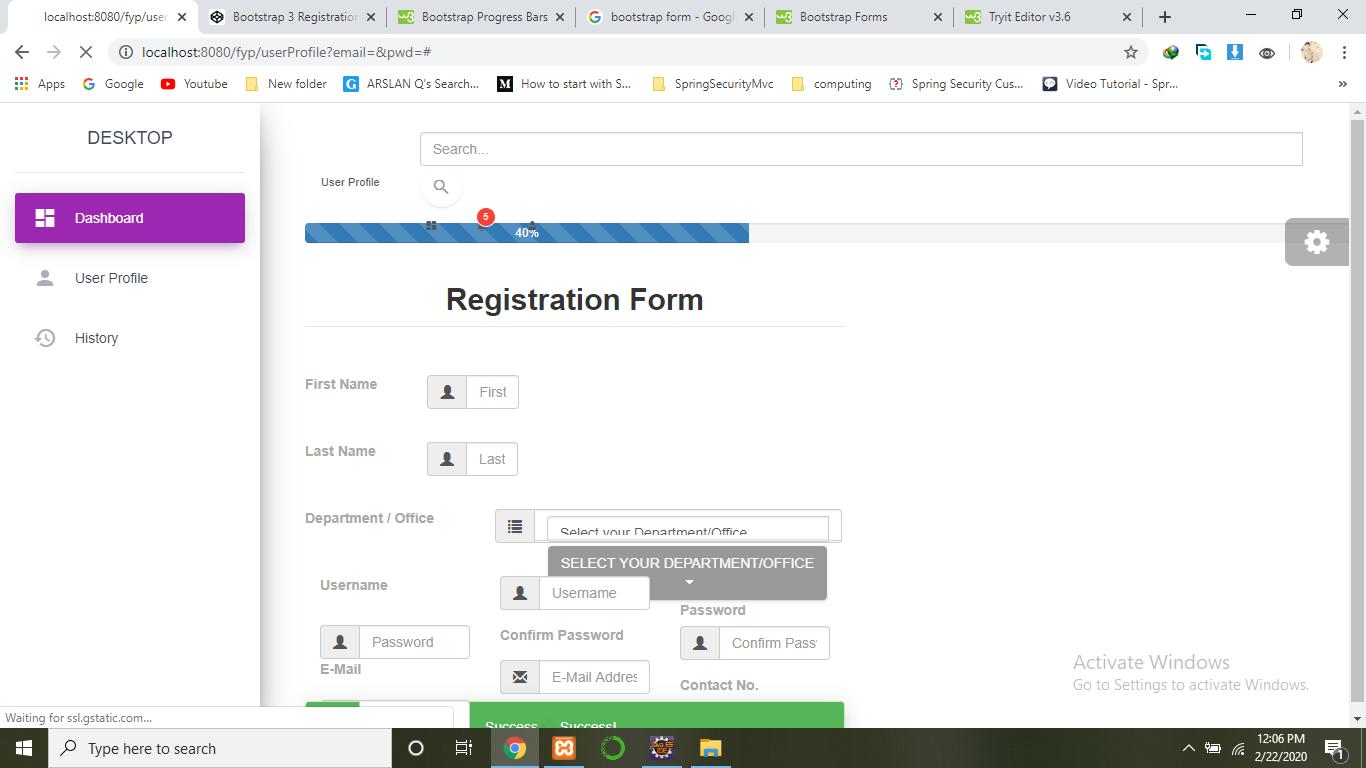 localhost:8080/fyp/user
Bootstrap 3 Registration
Bootstrap Progress Bars
bootstrap form - Googl
Bootstrap Forms
Tryit Editor v3.6
localhost:8080/fyp/userProfile?email=&pwd=#
Apps
Google
Youtube
New folder
ARSLAN Q's Search...
How to start with S...
SpringSecurityMvc
computing
Spring Security Cus...
Video Tutorial - Spr...
DESKTOP
Search...
User Profile
Dashboard
5
40%
User Profile
Registration Form
History
First Name
First
Last Name
Last
Department / Office
Select your Department/Office
SELECT YOUR DEPARTMENT/OFFICE
Username
Username
Password
Password
Confirm Password
Confirm Pass
E-Mail
E-Mail Addres
Contact No.
Activate Windows
Go to Settings to activate Windows.
Success
Success!
Waiting for ssl.gstatic.com...
Type here to search
12:06 PM
2/22/2020
1